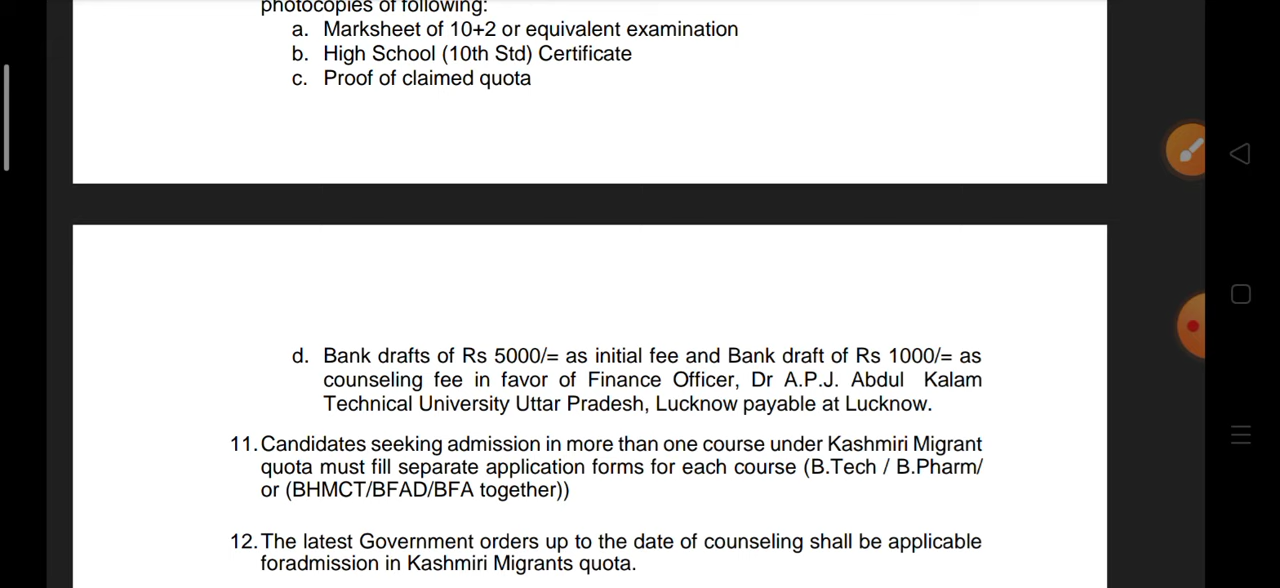 photocopies of following:
a. Marksheet of 10+2 or equivalent examination
b. High School (10th Std) Certificate
c. Proof of claimed quota
d. Bank drafts of Rs 5000/= as initial fee and Bank draft of Rs 1000/= as
counseling fee in favor of Finance Officer, Dr A.P.J. Abdul Kalam
Technical University Uttar Pradesh, Lucknow payable at Lucknow.
11. Candidates seeking admission in more than one course under Kashmiri Migrant
quota must fill separate application forms for each course (B.Tech / B.Pharm/
or (BHMCT/BFAD/BFA together))
12. The latest Government orders up to the date of counseling shall be applicable
foradmission in Kashmiri Migrants quota.